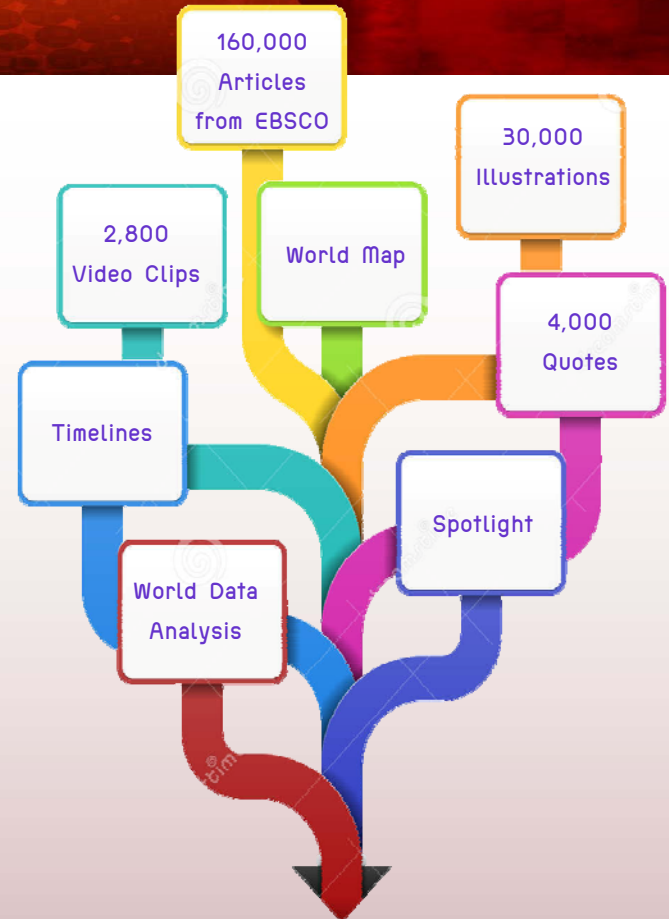 160,000
Articles
from EBSCO
30,000
Illustrations
2,800
Video Clips
World Map
4,000
Quotes
Timelines
Spotlight
World Data
Analysis